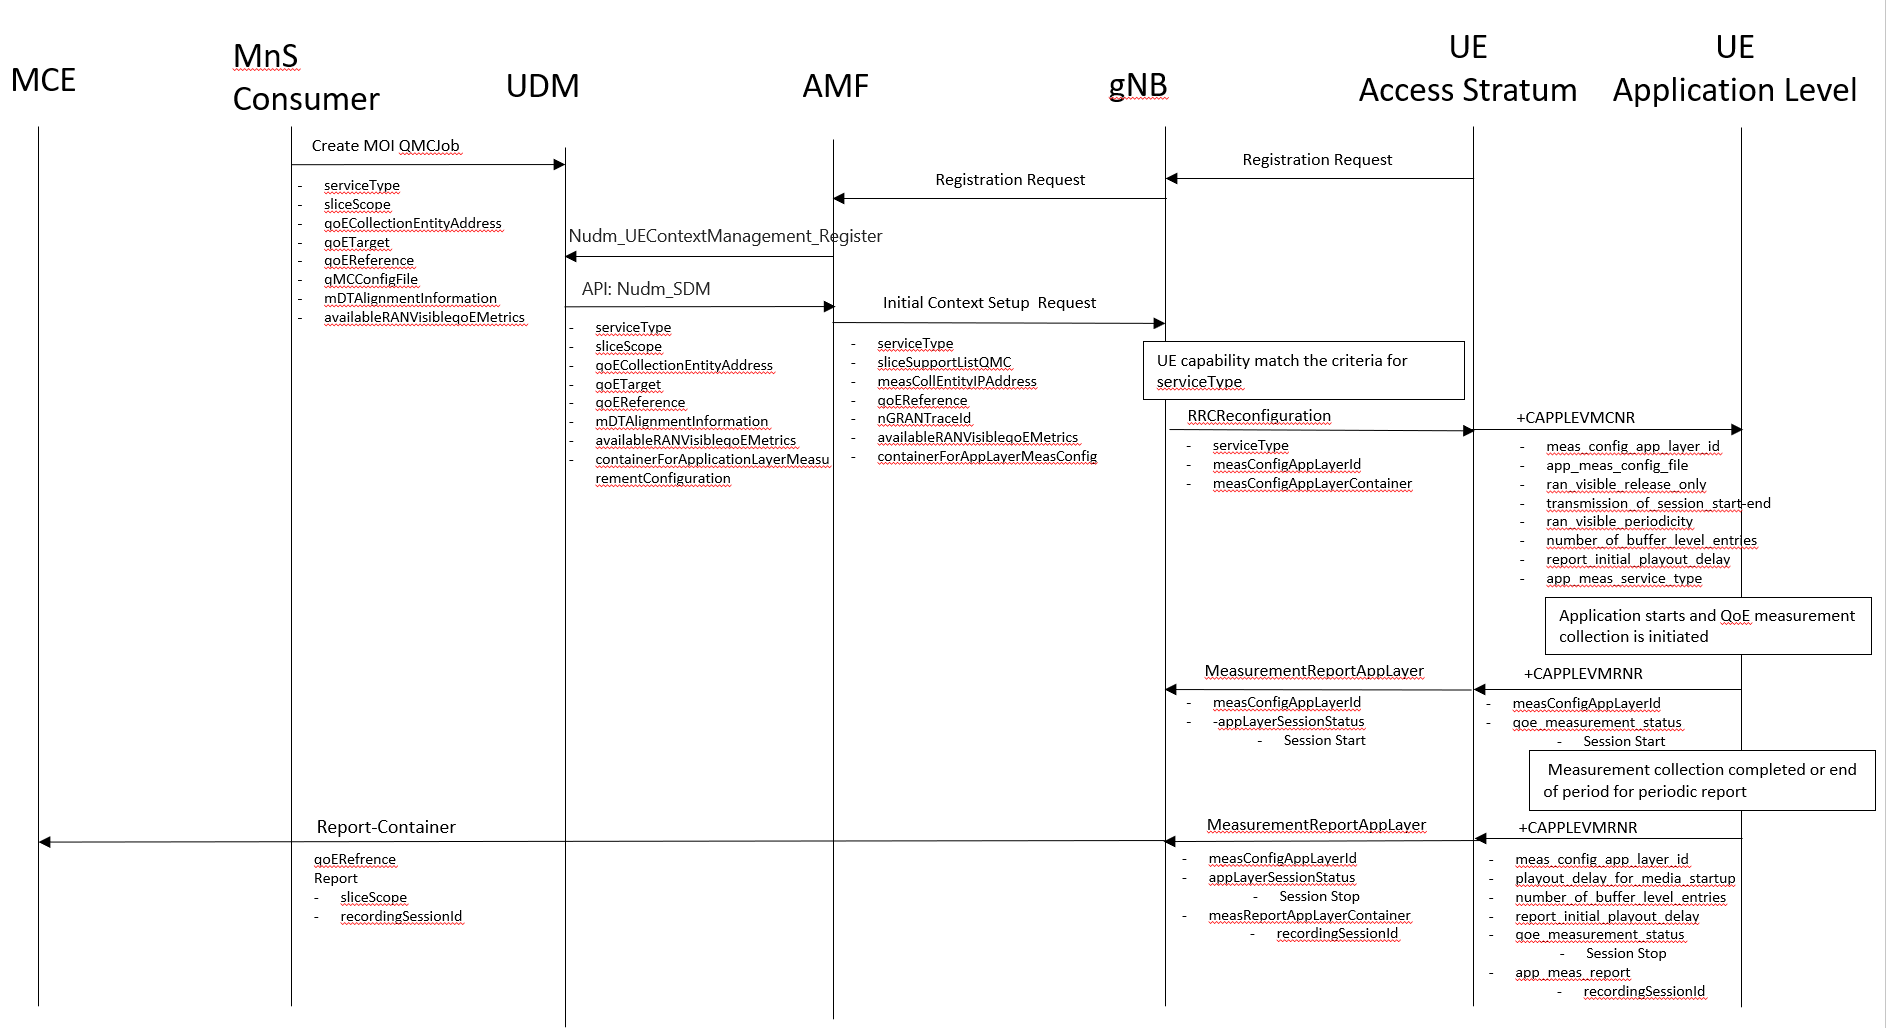 MCE
MnS
Consumer
UDM
AMF
gNB
UE
Access Stratum
UE
Application Level
Create MOI QMCJob
- serviceType
- sliceScope
- qoECollectionEntityAddress
- qoETarget
- qoEReference
- qMCConfigFile
- mDTAlignmentInformation
- availableRANVisibleqoEMetrics
Registration Request
Registration Request
Nudm_UEContextManagement_Register
API: Nudm_SDM
- serviceType
- sliceScope
- qoECollectionEntityAddress
- qoETarget
- qoEReference
- mDTAlignmentInformation
- availableRANVisibleqoEMetrics
- containerForApplicationLayerMeasu
rementConfiguration
Initial Context Setup Request
- serviceType
- sliceSupportListQMC
- measCollEntityIPAddress
- qoEReference
- nGRANTraceId
- availableRANVisibleqoEMetrics
- containerForAppLayerMeasConfig
UE capability match the criteria for
serviceType
RRCReconfiguration
- serviceType
- measConfigAppLayerId
- measConfigAppLayerContainer
+CAPPLEVMCNR
- meas_config_app_layer_id
- app_meas_config_file
- ran_visible_release_only
- transmission_of_session_start-end
- ran_visible_periodicity
- number_of_buffer_level_entries
- report_initial_playout_delay
- app_meas_service_type
Application starts and QoE measurement
collection is initiated
MeasurementReportAppLayer
- measConfigAppLayerId
- -appLayerSessionStatus
- Session Start
+CAPPLEVMRNR
- measConfigAppLayerId
- qoe_measurement_status
- Session Start
Measurement collection completed or end
of period for periodic report
Report-Container
qoERefrence
Report
- sliceScope
- recordingSessionId
MeasurementReportAppLayer
- measConfigAppLayerId
- appLayerSessionStatus
- Session Stop
- measReportAppLayerContainer
- recordingSessionId
+CAPPLEVMRNR
- meas_config_app_layer_id
- playout_delay_for_media_startup
- number_of_buffer_level_entries
- report_initial_playout_delay
- qoe_measurement_status
- Session Stop
- app_meas_report
- recordingSessionId